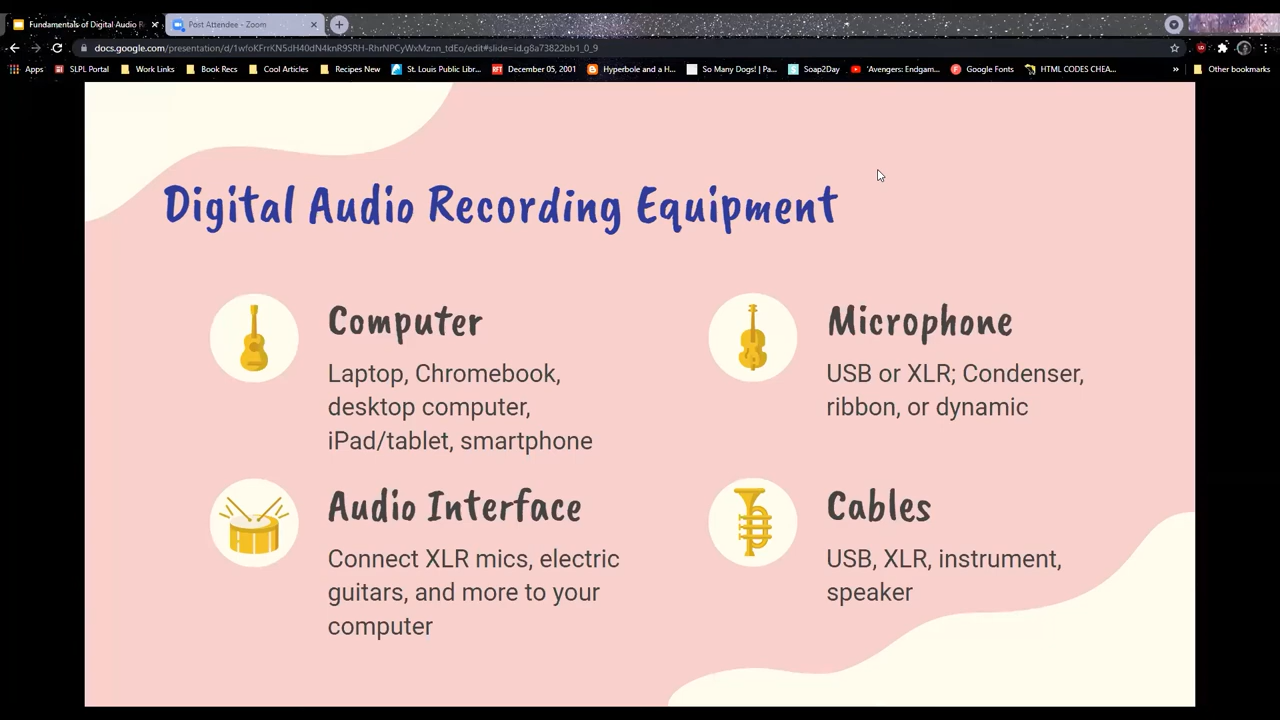 Fundamentals of Digital Audio R
Past Attendee - Zoom
docs.google.com/presentation/d/1wfoKFrrKN5dH40dN4knR9SRH-RhrNPCyWxMznn_tdEo/edit#slide=id.g8a73822bb1_0_9
Apps SLPL Portal Work Links Book Recs Cool Articles Recipes New St. Louis Public Libr... December 05, 2001 Hyperbole and a H... So Many Dogs! | Pa... Soap2Day 'Avengers: Endgam... Google Fonts HTML CODES CHEA... » Other bookmarks
Digital Audio Recording Equipment
Computer
Laptop, Chromebook,
desktop computer,
iPad/tablet, smartphone
Microphone
USB or XLR; Condenser,
ribbon, or dynamic
Audio Interface
Connect XLR mics, electric
guitars, and more to your
computer
Cables
USB, XLR, instrument,
speaker